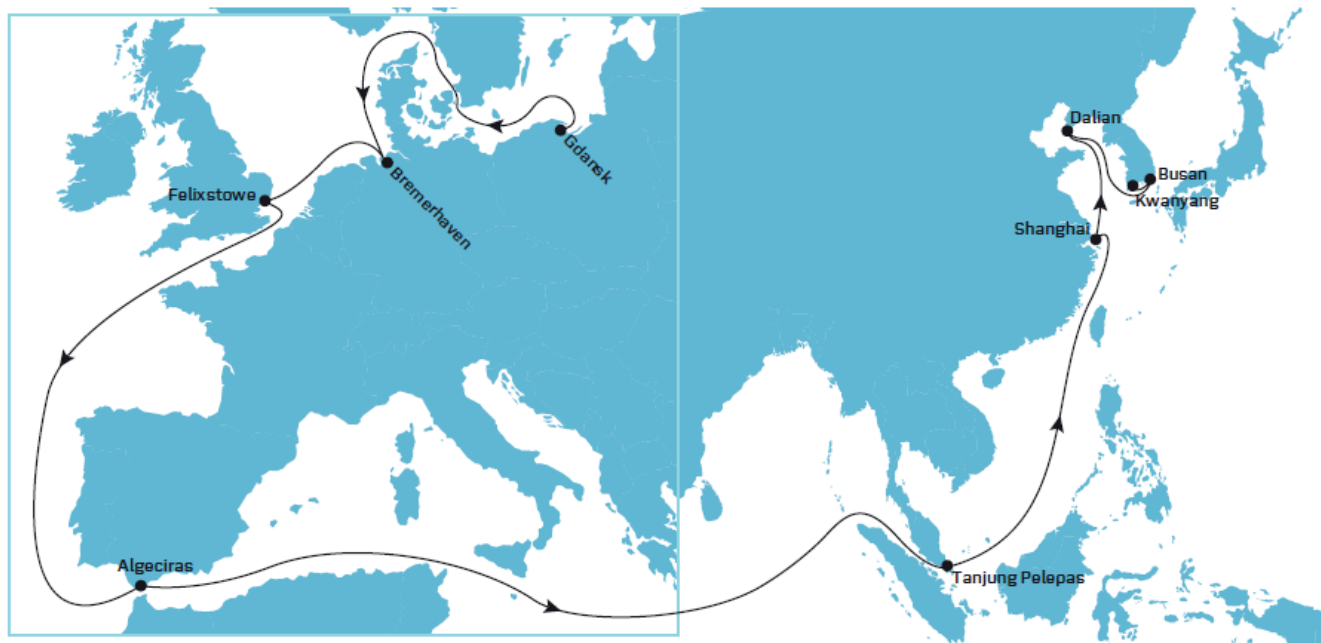 Dalian
Gdansk
Busan
Bremerhaven
Kwanyang
Felixstowe
Shanghai
Algeciras
Tanjung Pelepas